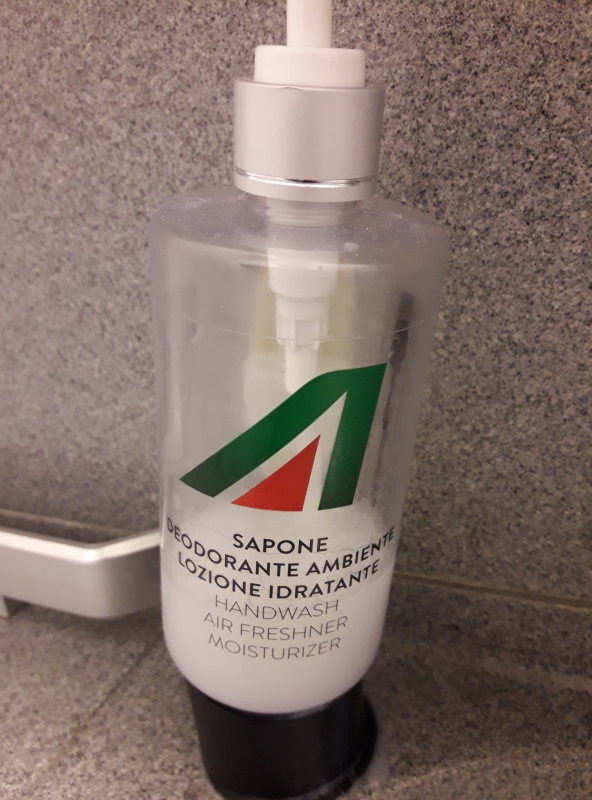 SAPONE
DEODORANTE AMBIENTE
LOZIONE IDRATANTE
HANDWASH
AIR FRESHNER
MOISTURIZER